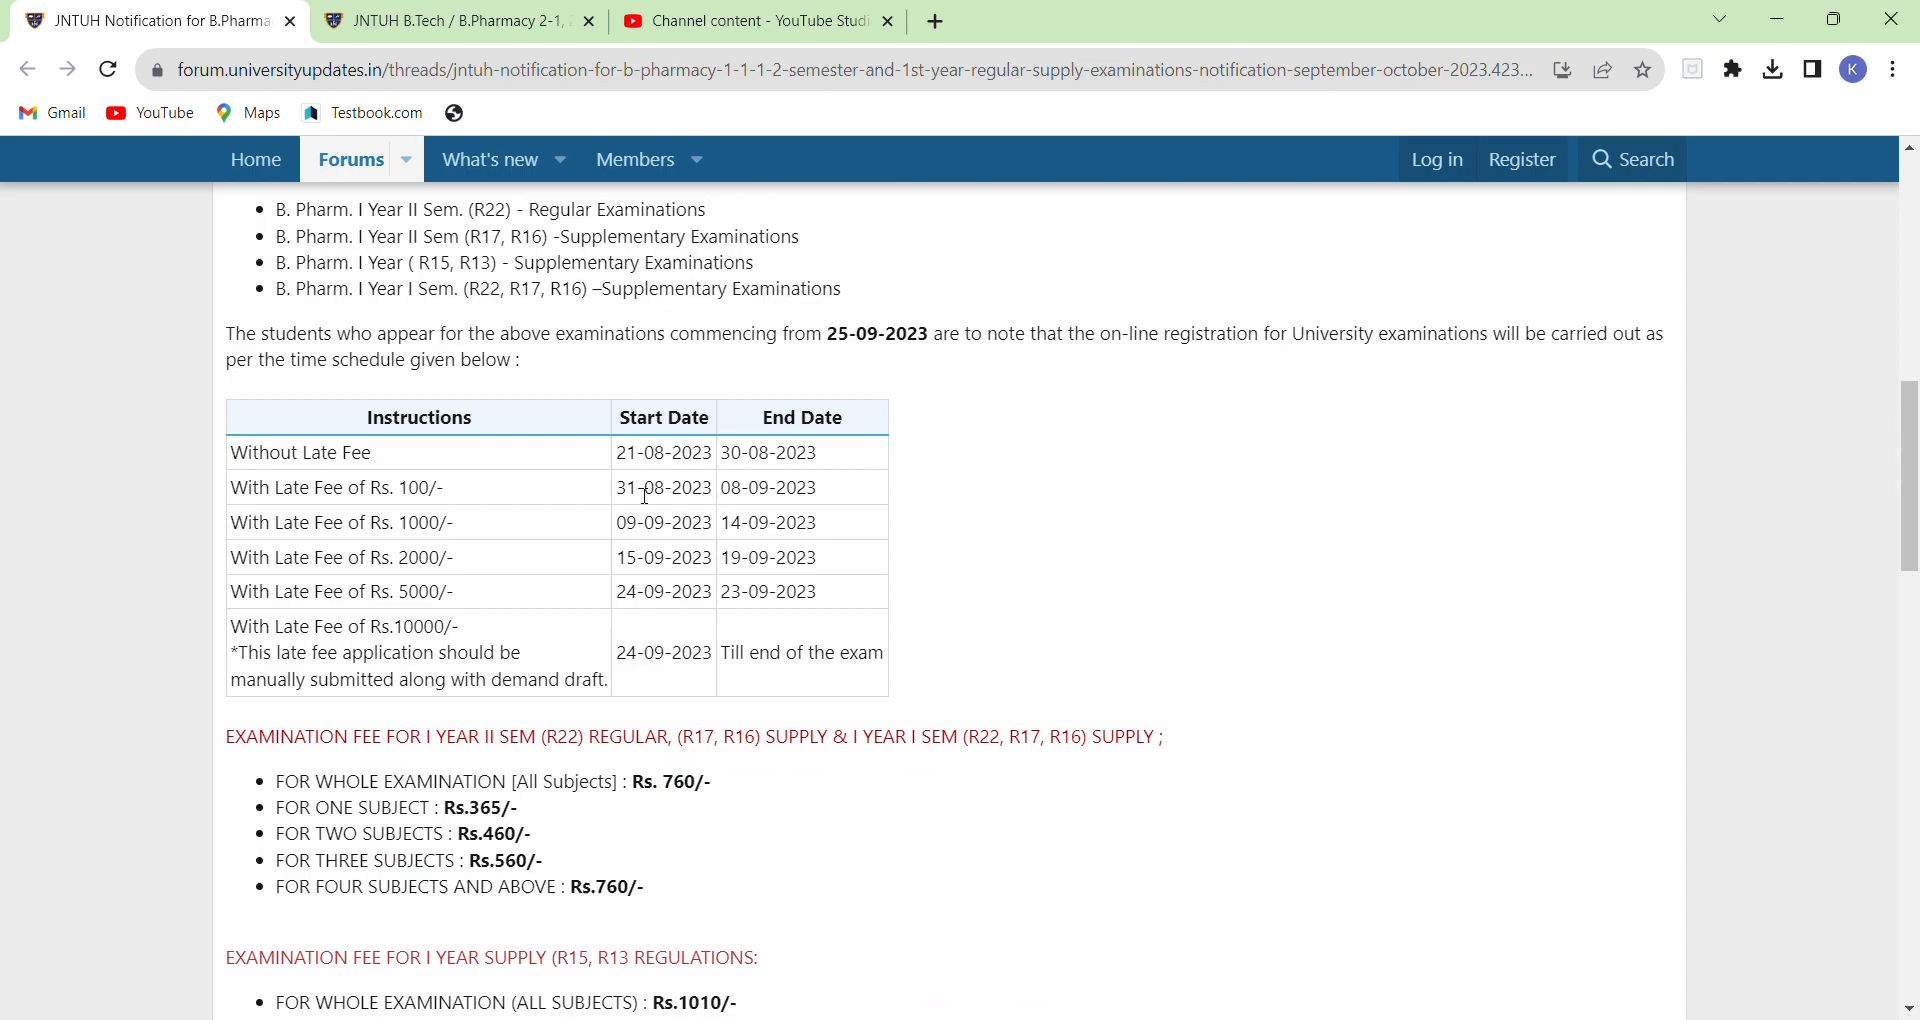 JNTUH Notification for B.Pharma
JNTUH B.Tech / B.Pharmacy 2-1,
Channel content - YouTube Studi
forum.universityupdates.in/threads/jntuh-notification-for-b-pharmacy-1-1-1-2-semester-and-1st-year-regular-supply-examinations-notification-september-october-2023.423...
K
Gmail
YouTube
Maps
Testbook.com
Home
Forums
What's new
Members
Log in
Register
Search
• B. Pharm. I Year II Sem. (R22) - Regular Examinations
• B. Pharm. I Year II Sem (R17, R16) -Supplementary Examinations
• B. Pharm. I Year ( R15, R13) - Supplementary Examinations
• B. Pharm. I Year I Sem. (R22, R17, R16) –Supplementary Examinations
The students who appear for the above examinations commencing from 25-09-2023 are to note that the on-line registration for University examinations will be carried out as
per the time schedule given below :
Instructions Start Date End Date
Without Late Fee 21-08-2023 30-08-2023
With Late Fee of Rs. 100/- 31-08-2023 08-09-2023
With Late Fee of Rs. 1000/- 09-09-2023 14-09-2023
With Late Fee of Rs. 2000/- 15-09-2023 19-09-2023
With Late Fee of Rs. 5000/- 24-09-2023 23-09-2023
With Late Fee of Rs.10000/-
*This late fee application should be
manually submitted along with demand draft.
24-09-2023 Till end of the exam
EXAMINATION FEE FOR I YEAR II SEM (R22) REGULAR, (R17, R16) SUPPLY & I YEAR I SEM (R22, R17, R16) SUPPLY ;
• FOR WHOLE EXAMINATION [All Subjects] : Rs. 760/-
• FOR ONE SUBJECT : Rs.365/-
• FOR TWO SUBJECTS : Rs.460/-
• FOR THREE SUBJECTS : Rs.560/-
• FOR FOUR SUBJECTS AND ABOVE : Rs.760/-
EXAMINATION FEE FOR I YEAR SUPPLY (R15, R13 REGULATIONS:
• FOR WHOLE EXAMINATION (ALL SUBJECTS) : Rs.1010/-